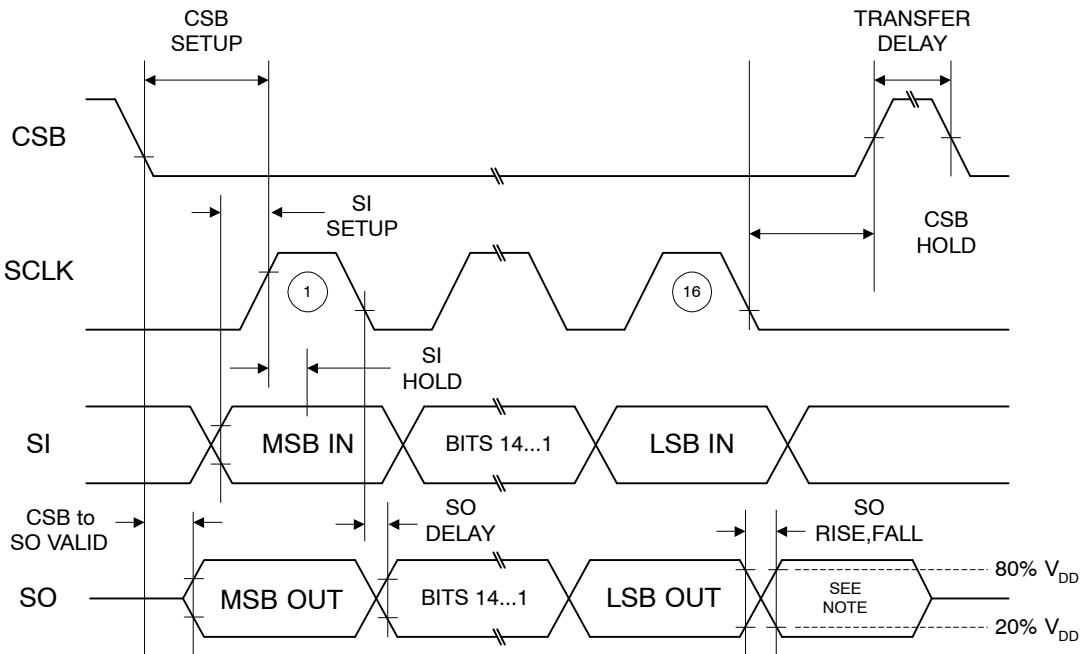 CSB
SETUP
TRANSFER
DELAY
CSB
SI
SETUP
CSB
HOLD
SCLK
1
16
SI
HOLD
SI
MSB IN
BITS 14...1
LSB IN
CSB to
SO VALID
SO
DELAY
SO
RISE,FALL
SO
MSB OUT
BITS 14...1
LSB OUT
SEE
NOTE
80% VDD
20% VDD